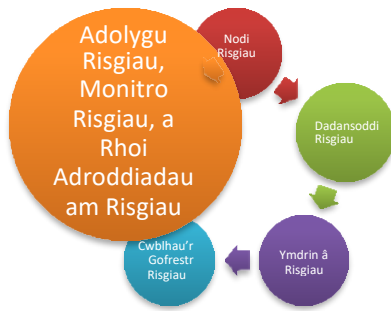 Adolygu
Risgiau,
Monitro
Risgiau, a
Rhoi
Adroddiadau
am Risgiau
Nodi
Risgiau
Dadansoddi
Risgiau
Ymdrin â
Risgiau
Cwblhau'r
Gofrestr
Risgiau